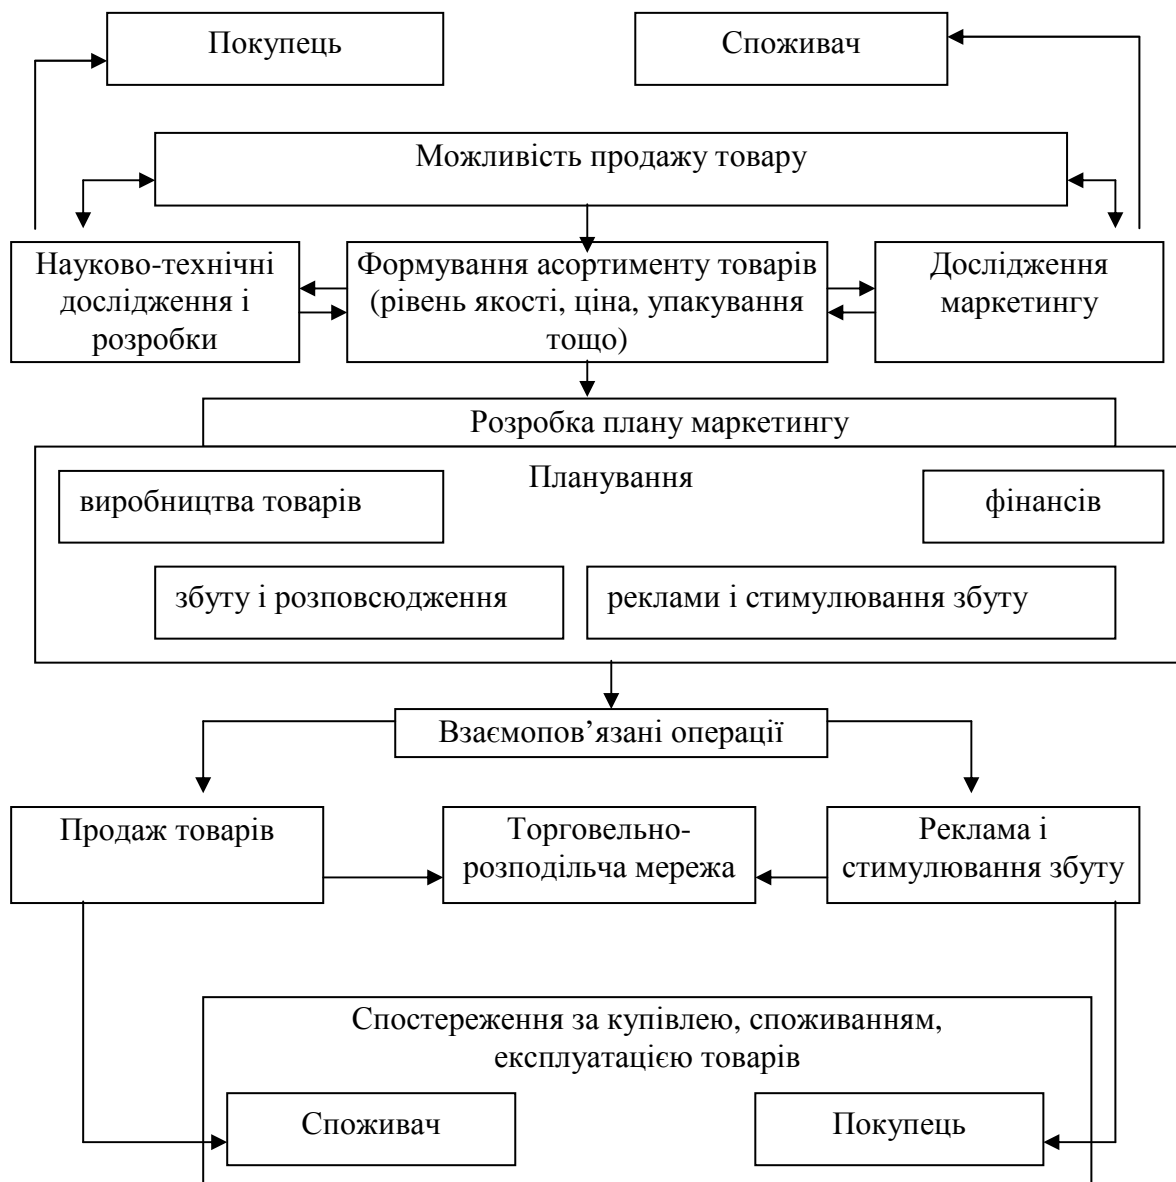 Покупець
Споживач
Можливість продажу товару
Науково-технічні
дослідження і
розробки
Формування асортименту товарів
(рівень якості, ціна, упакування
тощо)
Дослідження
маркетингу
Розробка плану маркетингу
Планування
виробництва товарів
фінансів
збуту і розповсюдження
реклами і стимулювання збуту
Взаємопов’язані операції
Продаж товарів
Торговельно-
розподільча мережа
Реклама і
стимулювання збуту
Спостереження за купівлею, споживанням,
експлуатацією товарів
Споживач
Покупець